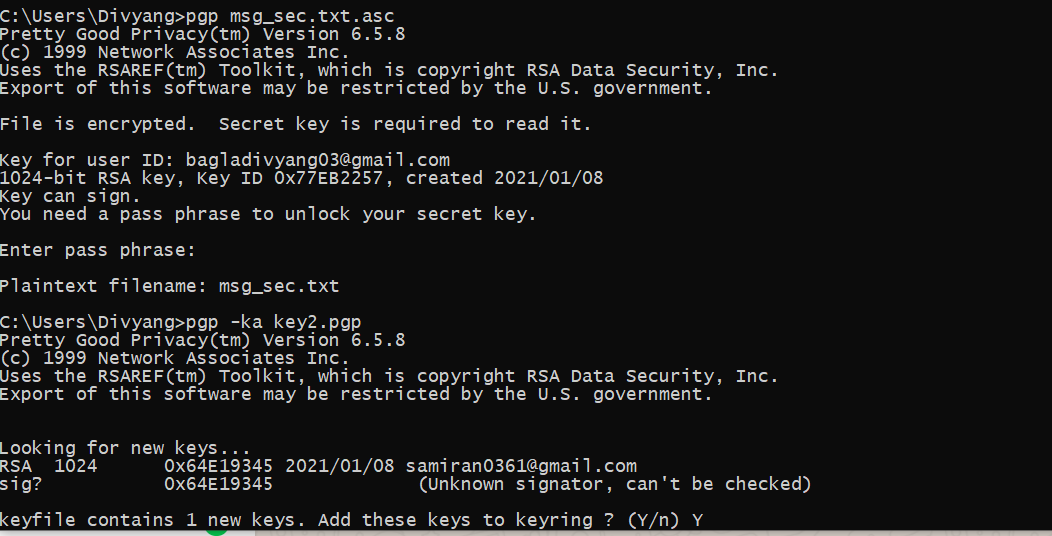 C:\Users\Divyang>pgp msg_sec.txt.asc
Pretty Good Privacy(tm) Version 6.5.8
(c) 1999 Network Associates Inc.
Uses the RSAREF(tm) Toolkit, which is copyright RSA Data Security, Inc.
Export of this software may be restricted by the U.S. government.
File is encrypted.  Secret key is required to read it.
Key for user ID: bagladivyang03@gmail.com
1024-bit RSA key, Key ID 0x77EB2257, created 2021/01/08
Key can sign.
You need a pass phrase to unlock your secret key.
Enter pass phrase:
Plaintext filename: msg_sec.txt
C:\Users\Divyang>pgp -ka key2.pgp
Pretty Good Privacy(tm) Version 6.5.8
(c) 1999 Network Associates Inc.
Uses the RSAREF(tm) Toolkit, which is copyright RSA Data Security, Inc.
Export of this software may be restricted by the U.S. government.
Looking for new keys...
RSA  1024      0x64E19345 2021/01/08 samiran0361@gmail.com
sig?           0x64E19345             (Unknown signator, can't be checked)
keyfile contains 1 new keys. Add these keys to keyring ? (Y/n) Y